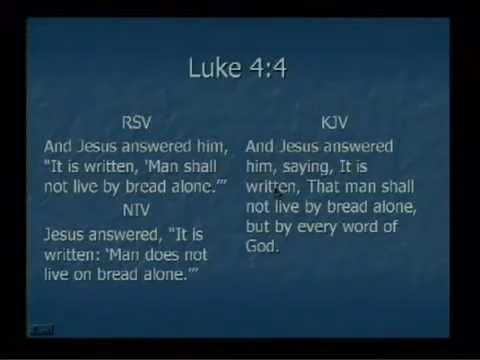 Luke 4:4
RSV
And Jesus answered him,
"It is written, 'Man shall
not live by bread alone.'"
NIV
Jesus answered, "It is
written: 'Man does not
live on bread alone.'"
KJV
And Jesus answered
him, saying, It is
written, That man shall
not live by bread alone,
but by every word of
God.